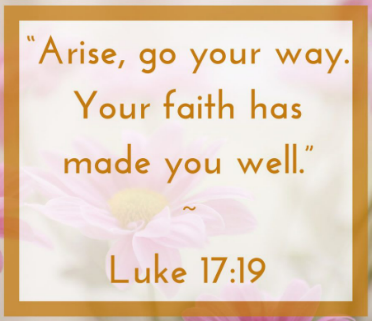 “Arise, go your way.
Your faith has
made you well.”
~
Luke 17:19